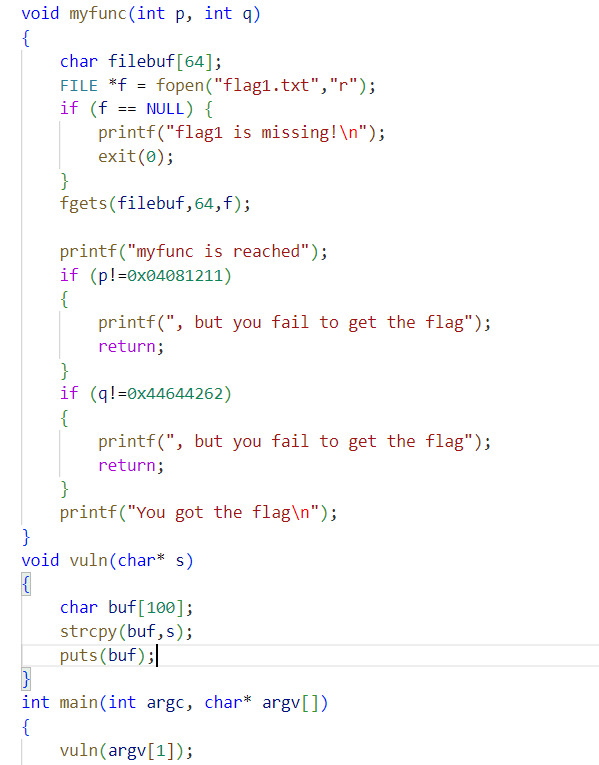 void myfunc(int p, int q)
{
    char filebuf[64];
    FILE *f = fopen("flag1.txt","r");
    if (f == NULL) {
        printf("flag1 is missing!\n");
        exit(0);
    }
    fgets(filebuf,64,f);

    printf("myfunc is reached");
    if (p!=0x04081211)
    {
        printf(", but you fail to get the flag");
        return;
    }
    if (q!=0x44644262)
    {
        printf(", but you fail to get the flag");
        return;
    }
    printf("You got the flag\n");
}
void vuln(char* s)
{
    char buf[100];
    strcpy(buf,s);
    puts(buf);
}
int main(int argc, char* argv[])
{
    vuln(argv[1]);